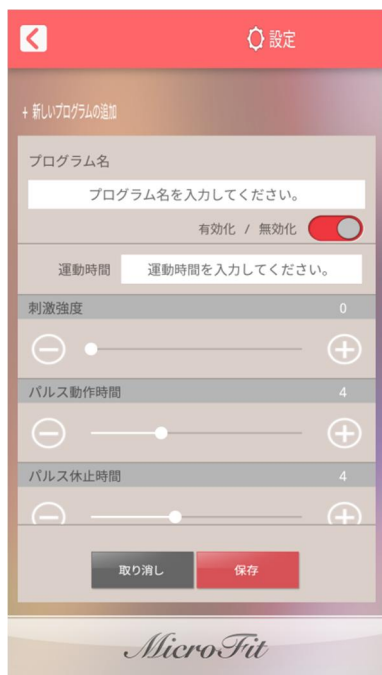 設定
+ 新しいプログラムの追加
プログラム名
プログラム名を入力してください。
有効化 / 無効化
運動時間 運動時間を入力してください。
刺激強度 0
パルス動作時間 4
パルス休止時間 4
取り消し 保存
MicroFit